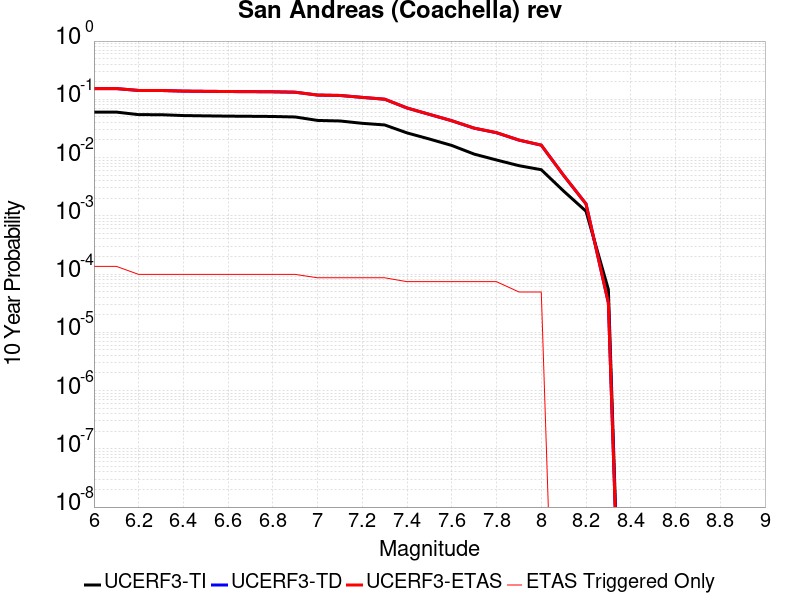 San Andreas (Coachella) rev
10 Year Probability
10^0
10^-1
10^-2
10^-3
10^-4
10^-5
10^-6
10^-7
10^-8
6 6.2 6.4 6.6 6.8 7 7.2 7.4 7.6 7.8 8 8.2 8.4 8.6 8.8 9
Magnitude
UCERF3-TI UCERF3-TD UCERF3-ETAS ETAS Triggered Only